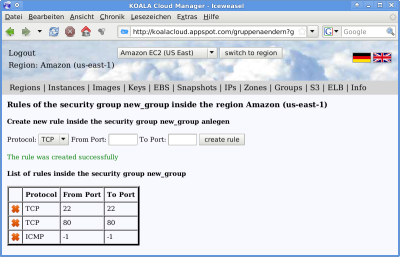 KOALA Cloud Manager - Iceweasel
Datei Bearbeiten Ansicht Chronik Lesezeichen Extras Hilfe
http://koalacloud.appspot.com/gruppenaendern?g
Google
Logout
Amazon EC2 (US East)
switch to region
Region: Amazon (us-east-1)
Regions | Instances | Images | Keys | EBS | Snapshots | IPs | Zones | Groups | S3 | ELB | Info
Rules of the security group new_group inside the region Amazon (us-east-1)
Create new rule inside the security group new_group anlegen
Protocol: TCP From Port: To Port: create rule
The rule was created successfully
List of rules inside the security group new_group
Protocol From Port To Port
TCP 22 22
TCP 80 80
ICMP -1 -1